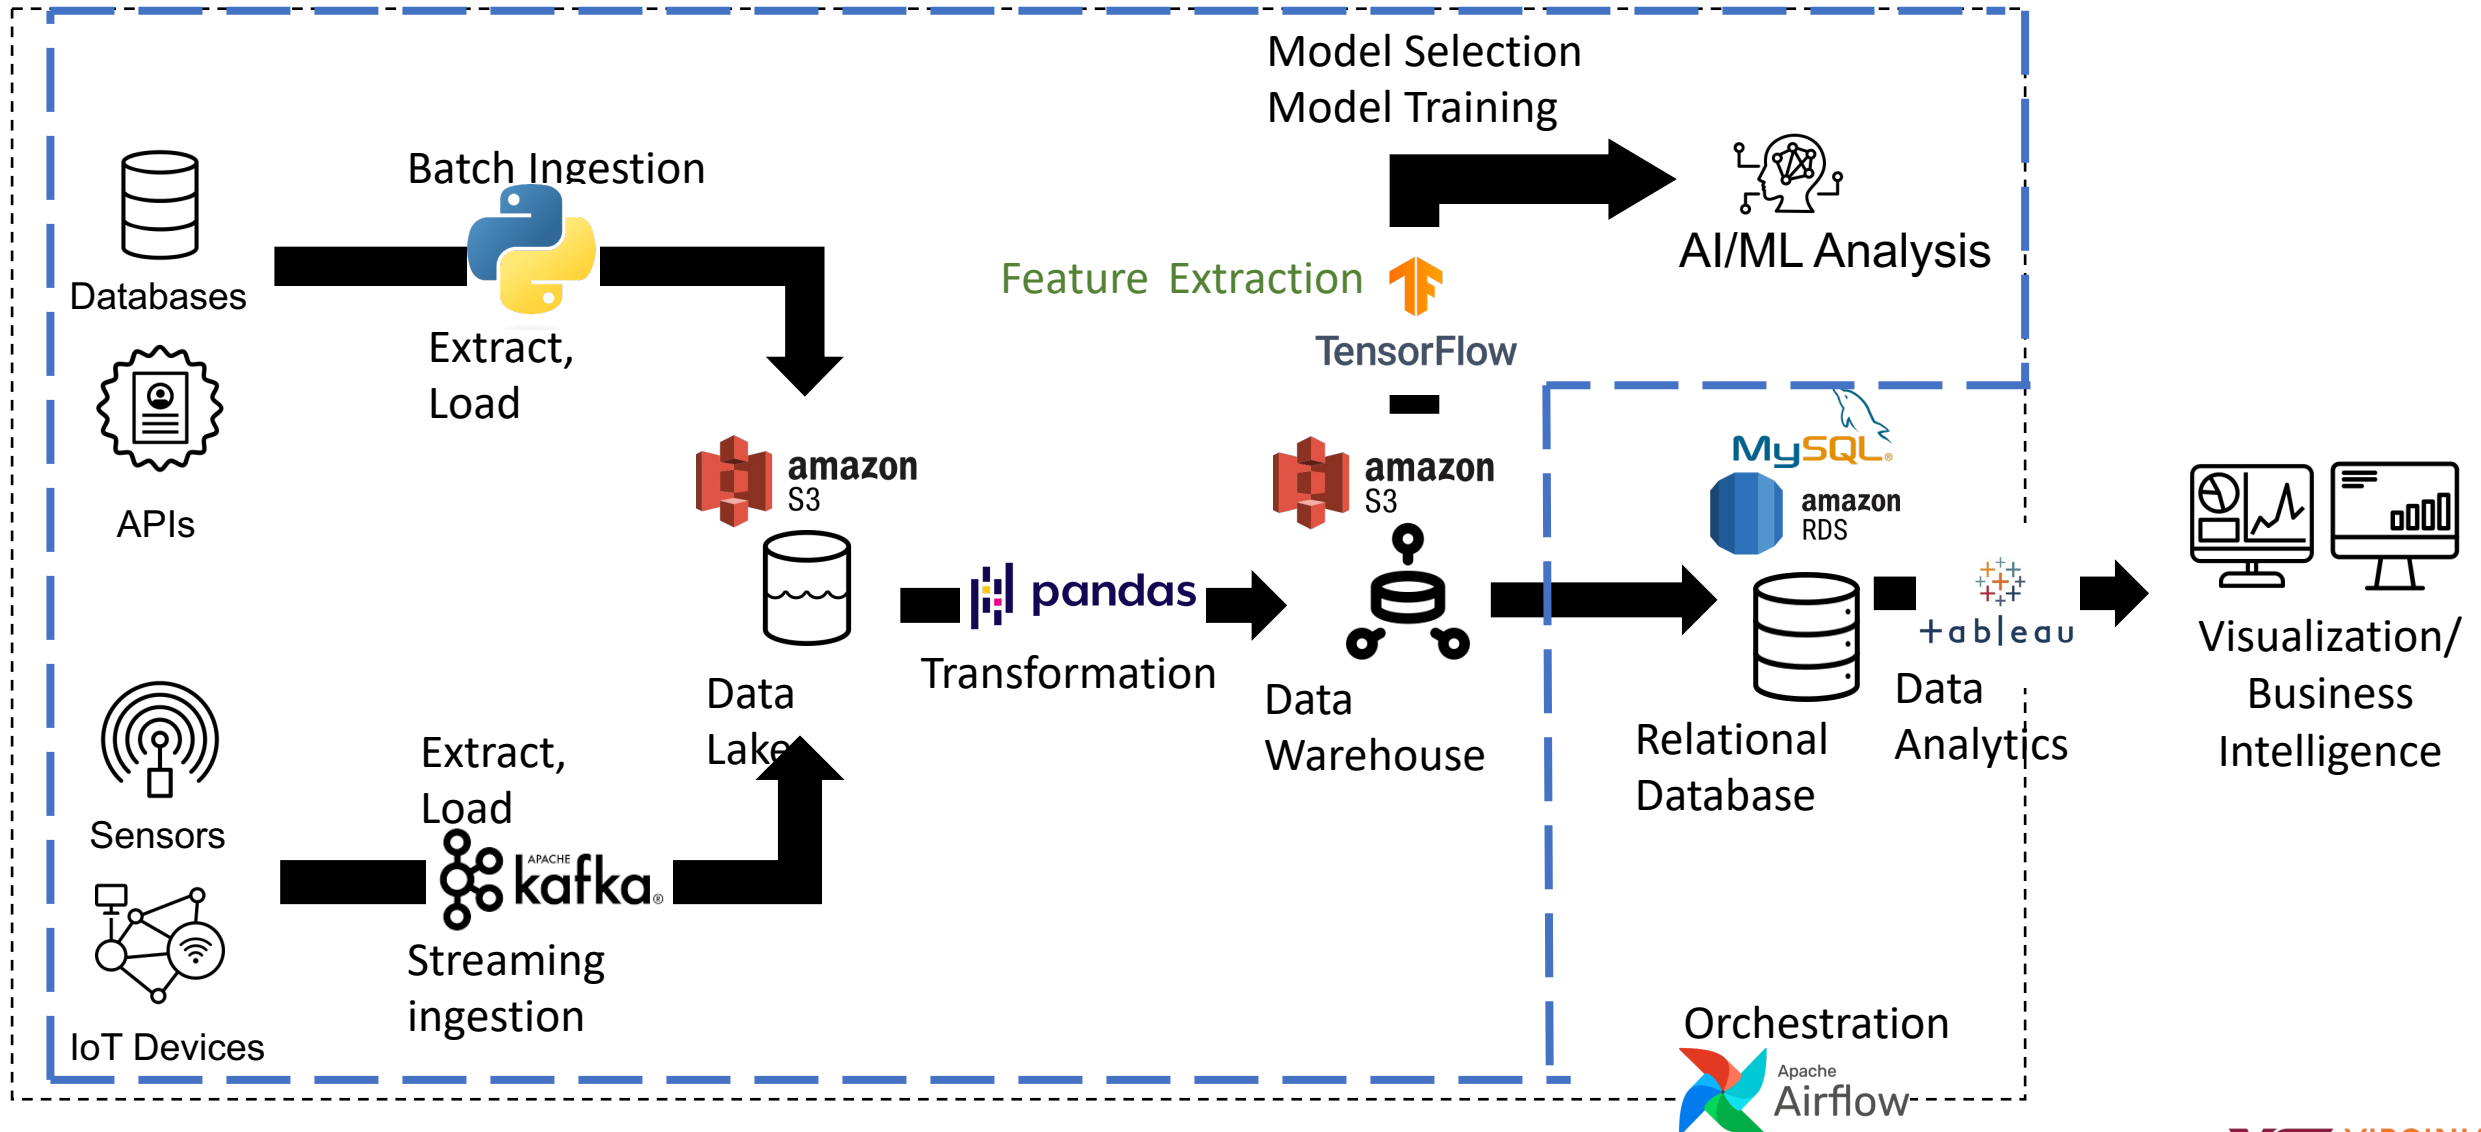 Model Selection
Model Training
Batch Ingestion
Databases
Extract,
Load
APIs
Feature Extraction
TensorFlow
AI/ML Analysis
amazon
S3
Data
Lake
pandas
Transformation
amazon
S3
Data
Warehouse
MySQL®
amazon
RDS
Relational
Database
+ableau
Data
Analytics
Visualization/
Business
Intelligence
Sensors
IoT Devices
Extract,
Load
APACHE
kafka®
Streaming
ingestion
Orchestration
Apache
Airflow